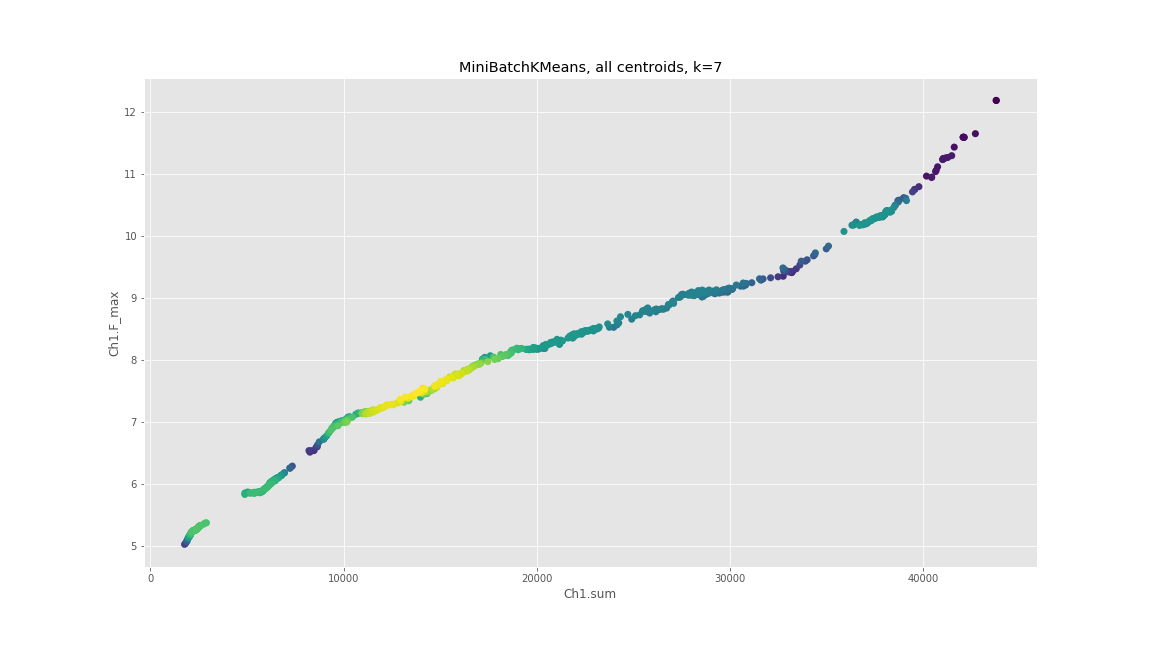 MiniBatchKMeans, all centroids, k=7
12
11
10
9
8
7
6
5
Ch1.F_max
0 10000 20000 30000 40000
Ch1.sum